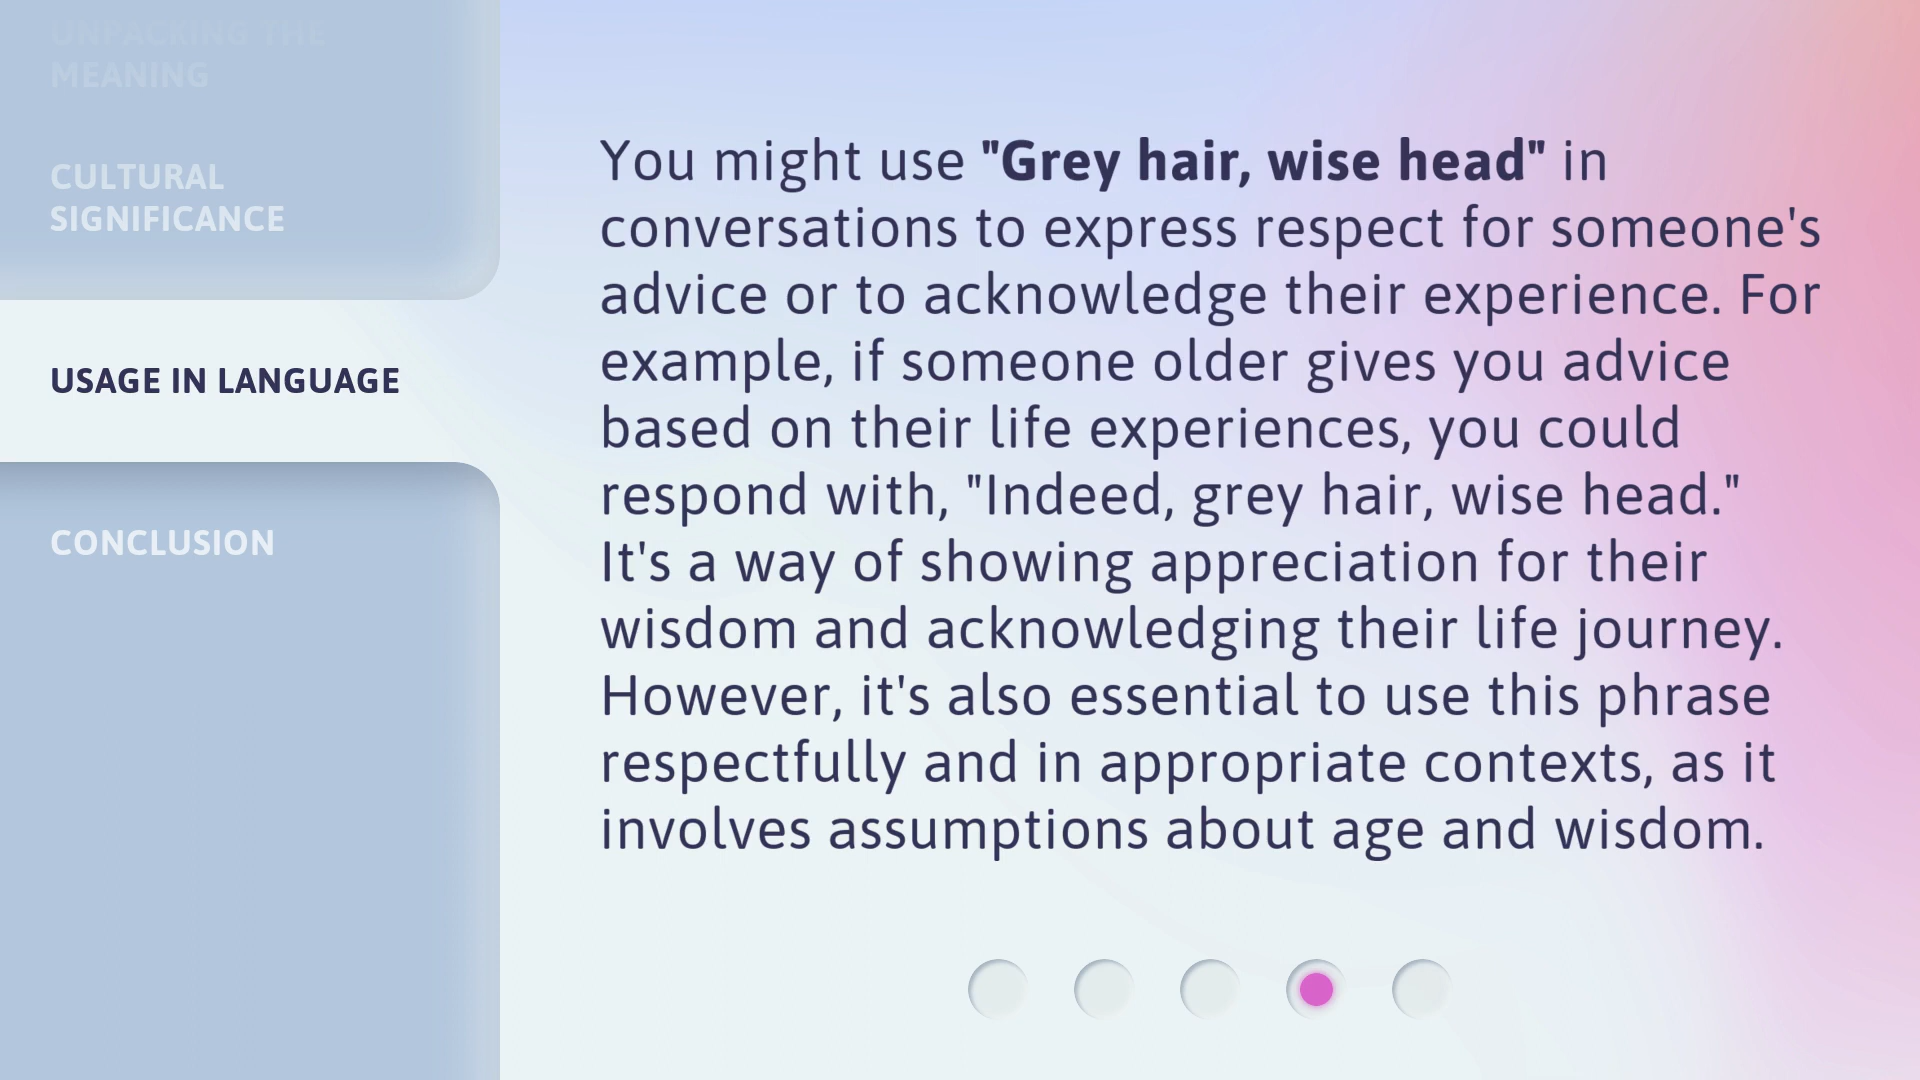 UNPACKING THE
MEANING
CULTURAL
SIGNIFICANCE
USAGE IN LANGUAGE
CONCLUSION
You might use "Grey hair, wise head" in
conversations to express respect for someone's
advice or to acknowledge their experience. For
example, if someone older gives you advice
based on their life experiences, you could
respond with, "Indeed, grey hair, wise head."
It's a way of showing appreciation for their
wisdom and acknowledging their life journey.
However, it's also essential to use this phrase
respectfully and in appropriate contexts, as it
involves assumptions about age and wisdom.